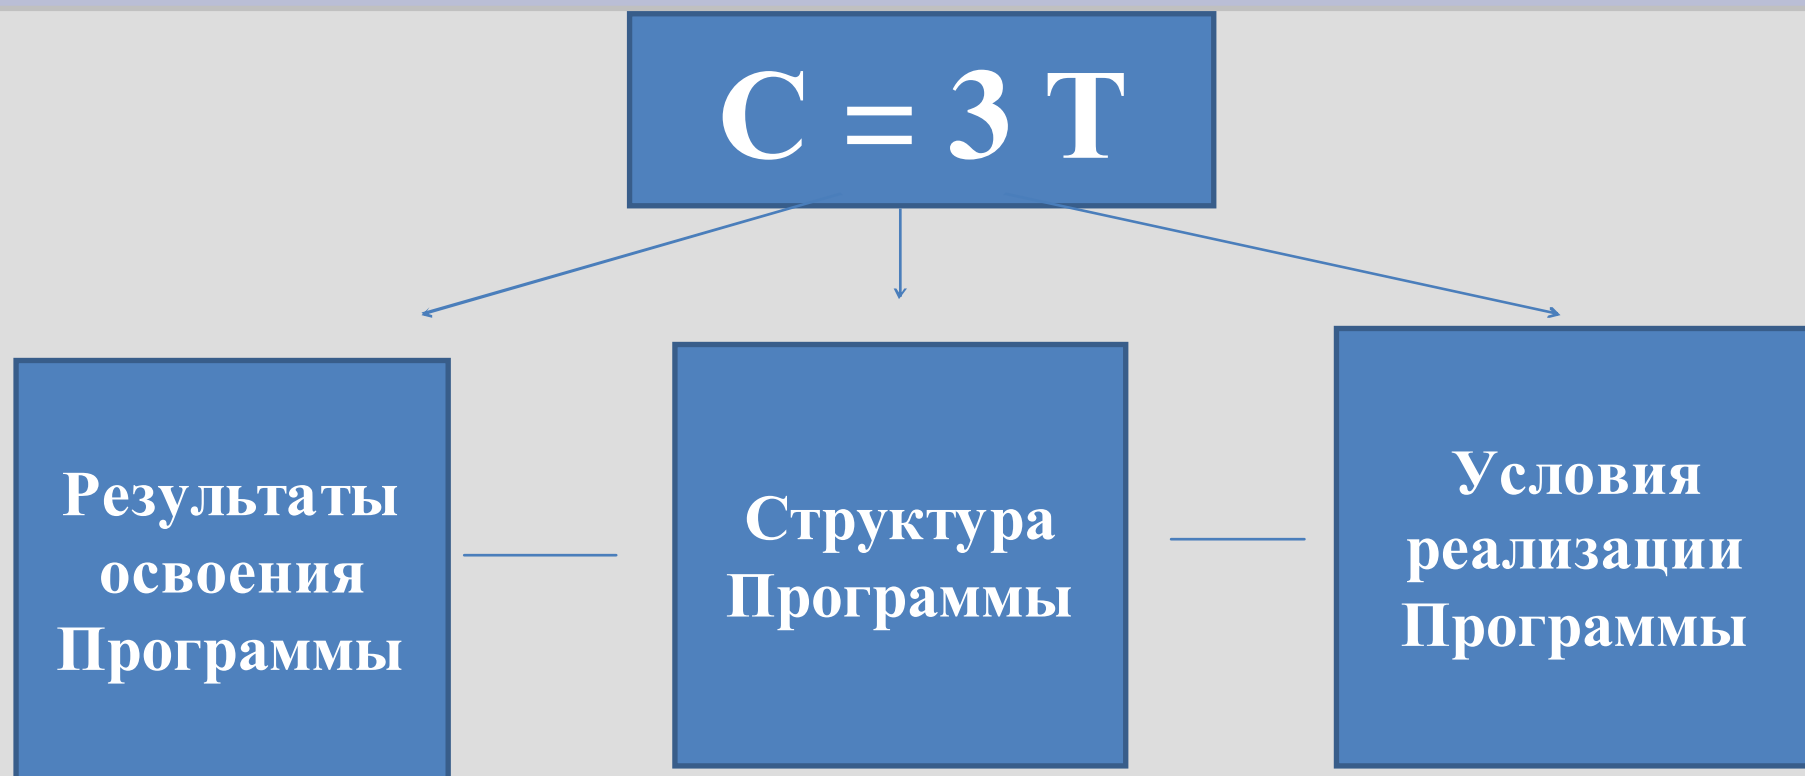 С = 3 Т
Результаты
освоения
Программы
Структура
Программы
Условия
реализации
Программы